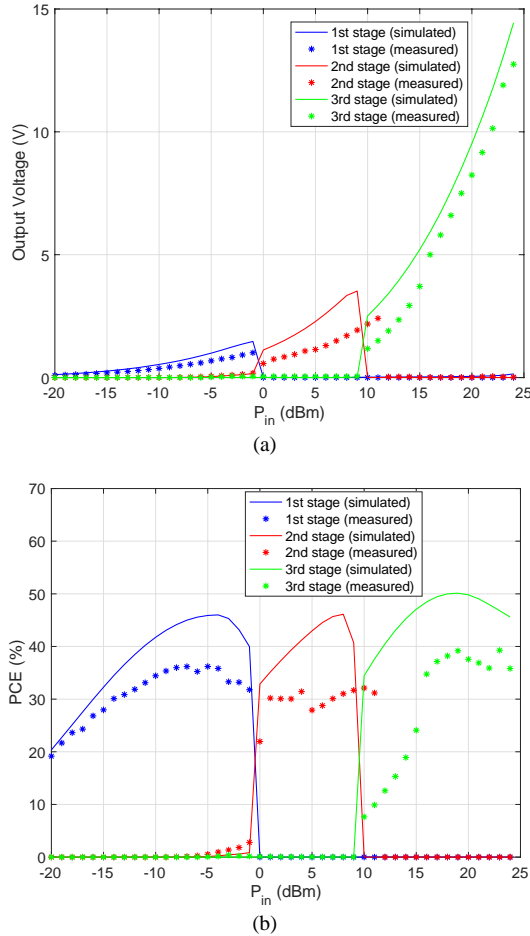 15
10
5
0
Output Voltage (V)
1st stage (simulated)
1st stage (measured)
2nd stage (simulated)
2nd stage (measured)
3rd stage (simulated)
3rd stage (measured)
-20 -15 -10 -5 0 5 10 15 20 25
P_in (dBm)
(a)
70
60
50
40
30
20
10
0
PCE (%)
1st stage (simulated)
1st stage (measured)
2nd stage (simulated)
2nd stage (measured)
3rd stage (simulated)
3rd stage (measured)
-20 -15 -10 -5 0 5 10 15 20 25
P_in (dBm)
(b)